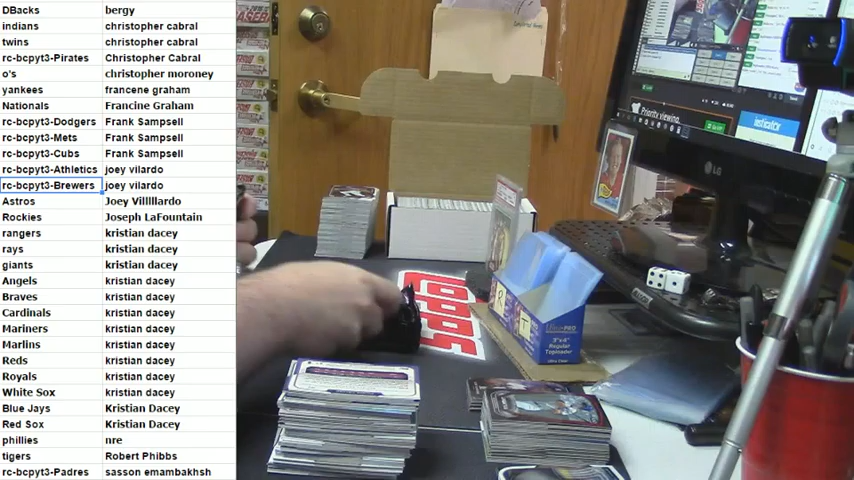 DBacks bergy
indians christopher cabral
twins christopher cabral
rc-bcpyt3-Pirates Christopher Cabral
o's christopher moroney
yankees francene graham
Nationals Francine Graham
rc-bcpyt3-Dodgers Frank Sampsell
rc-bcpyt3-Mets Frank Sampsell
rc-bcpyt3-Cubs Frank Sampsell
rc-bcpyt3-Athletics joey vilardo
rc-bcpyt3-Brewers joey vilardo
Astros Joey Villlllardo
Rockies Joseph LaFountain
rangers kristian dacey
rays kristian dacey
giants kristian dacey
Angels kristian dacey
Braves kristian dacey
Cardinals kristian dacey
Mariners kristian dacey
Marlins kristian dacey
Reds kristian dacey
Royals kristian dacey
White Sox kristian dacey
Blue Jays Kristian Dacey
Red Sox Kristian Dacey
phillies nre
tigers Robert Phibbs
rc-bcpyt3-Padres sasson emambakhsh
Priority viewing.
LG
TOPPS
R T
Ultra PRO
3"x4"
Regular
Toploader